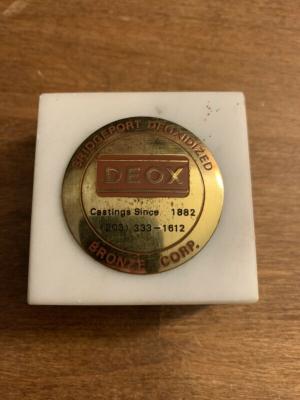 BRIDGEPORT DEOXIDIZED
DEOX
Castings Since 1882
(203) 333-1612
BRONZE CORP.